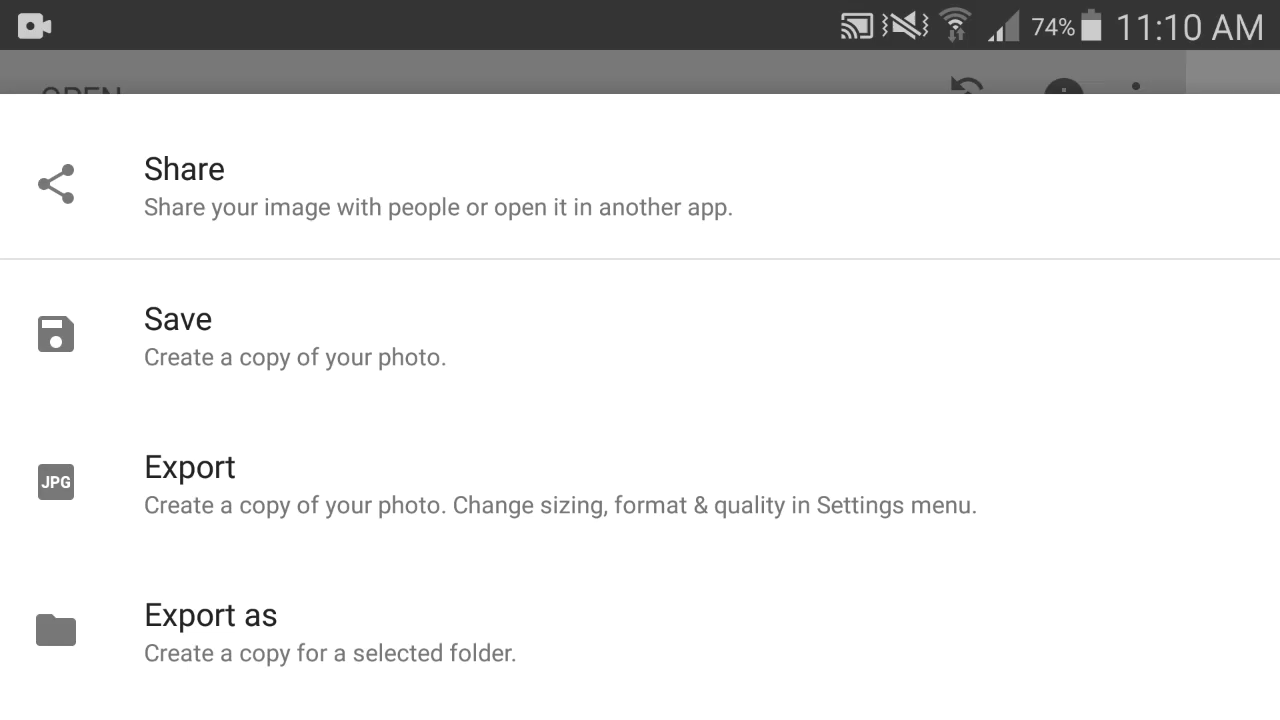 74% 11:10 AM
OPEN
Share
Share your image with people or open it in another app.
Save
Create a copy of your photo.
JPG
Export
Create a copy of your photo. Change sizing, format & quality in Settings menu.
Export as
Create a copy for a selected folder.